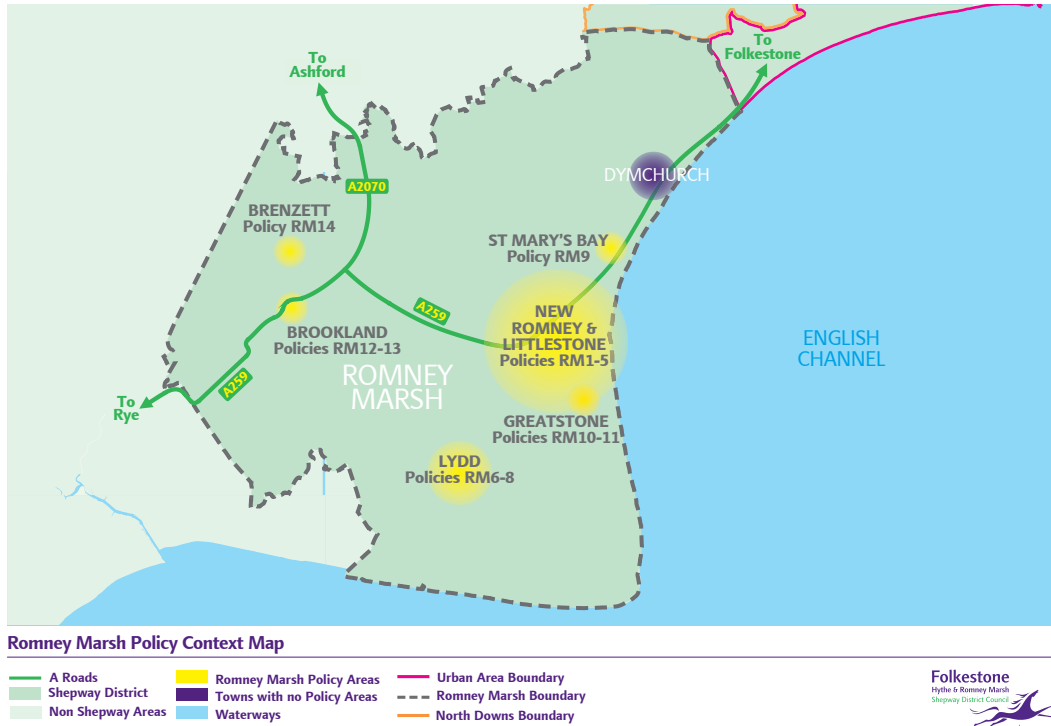 To
Ashford
To
Folkestone
A2070
DYMCHURCH
BRENZETT
Policy RM14
ST MARY'S BAY
Policy RM9
A259
NEW
ROMNEY &
LITTLESTONE
Policies RM1-5
BROOKLAND
Policies RM12-13
ENGLISH
CHANNEL
ROMNEY
MARSH
A259
To
Rye
GREATSTONE
Policies RM10-11
LYDD
Policies RM6-8
Romney Marsh Policy Context Map
A Roads
Shepway District
Non Shepway Areas
Romney Marsh Policy Areas
Towns with no Policy Areas
Waterways
Urban Area Boundary
Romney Marsh Boundary
North Downs Boundary
Folkestone
Hythe & Romney Marsh
Shepway District Council